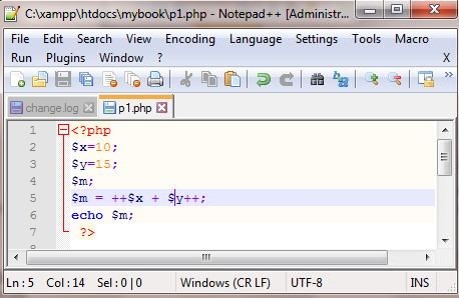 C:\xampp\htdocs\mybook\p1.php - Notepad++ [Administr...
File Edit Search View Encoding Language Settings Tools Macro
Run Plugins Window ? X
change.log p1.php
1 <?php
2 $x=10;
3 $y=15;
4 $m;
5 $m = ++$x + $y++;
6 echo $m;
7 ?>
Ln:5 Col:14 Sel:0|0 Windows (CR LF) UTF-8 INS